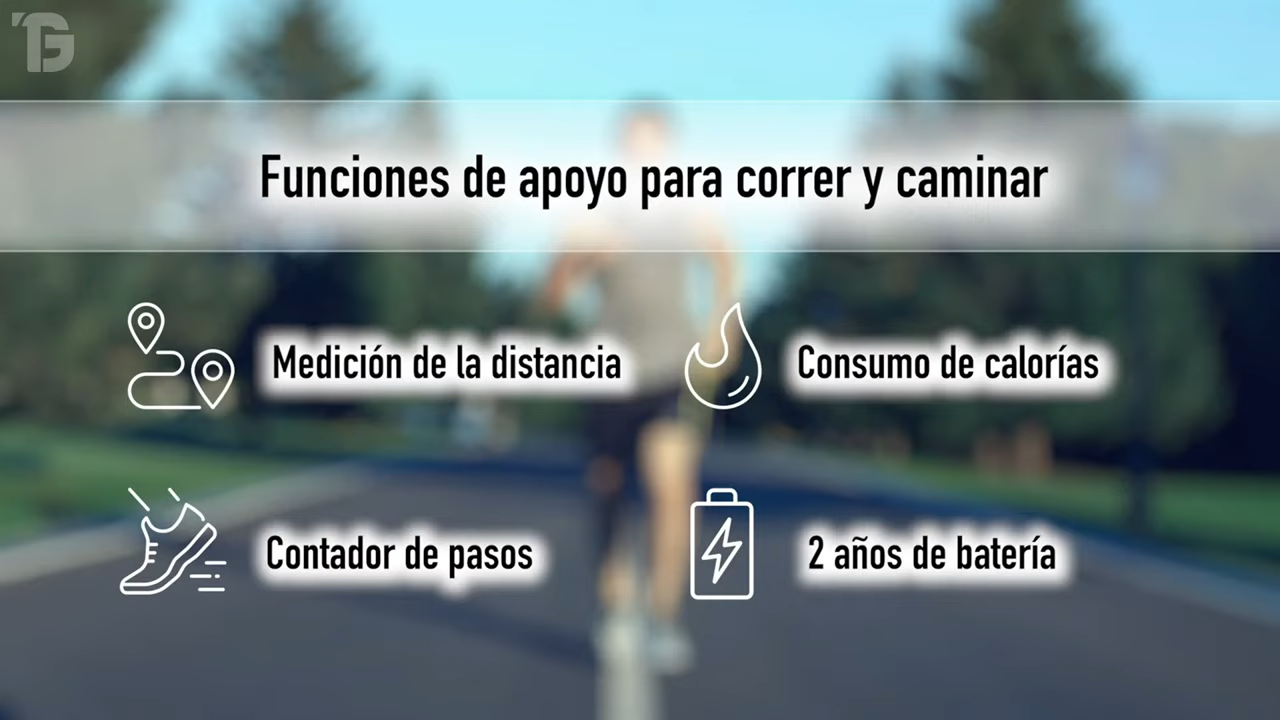 TG
Funciones de apoyo para correr y caminar
Medición de la distancia
Consumo de calorías
Contador de pasos
2 años de batería